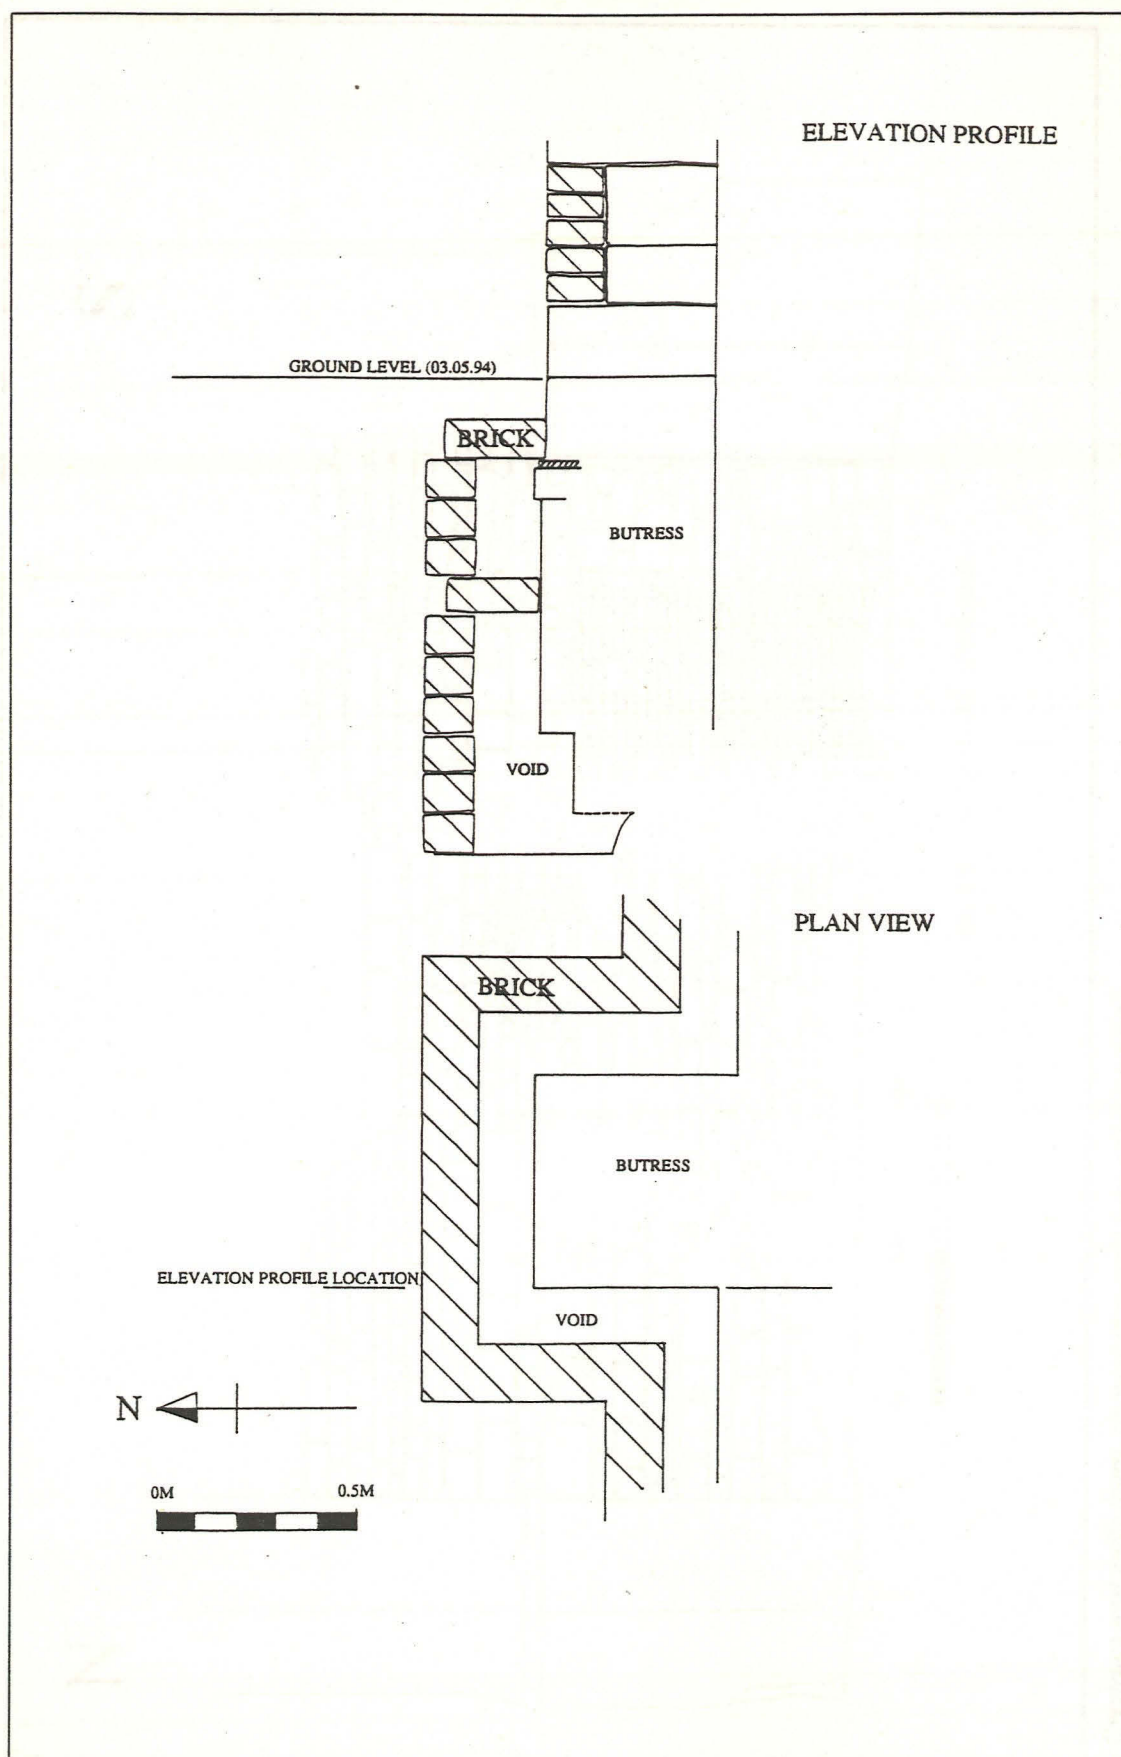 ELEVATION PROFILE
GROUND LEVEL (03.05.94)
BRICK
BUTRESS
VOID
PLAN VIEW
BRICK
BUTRESS
ELEVATION PROFILE LOCATION
VOID
N
0M 0.5M